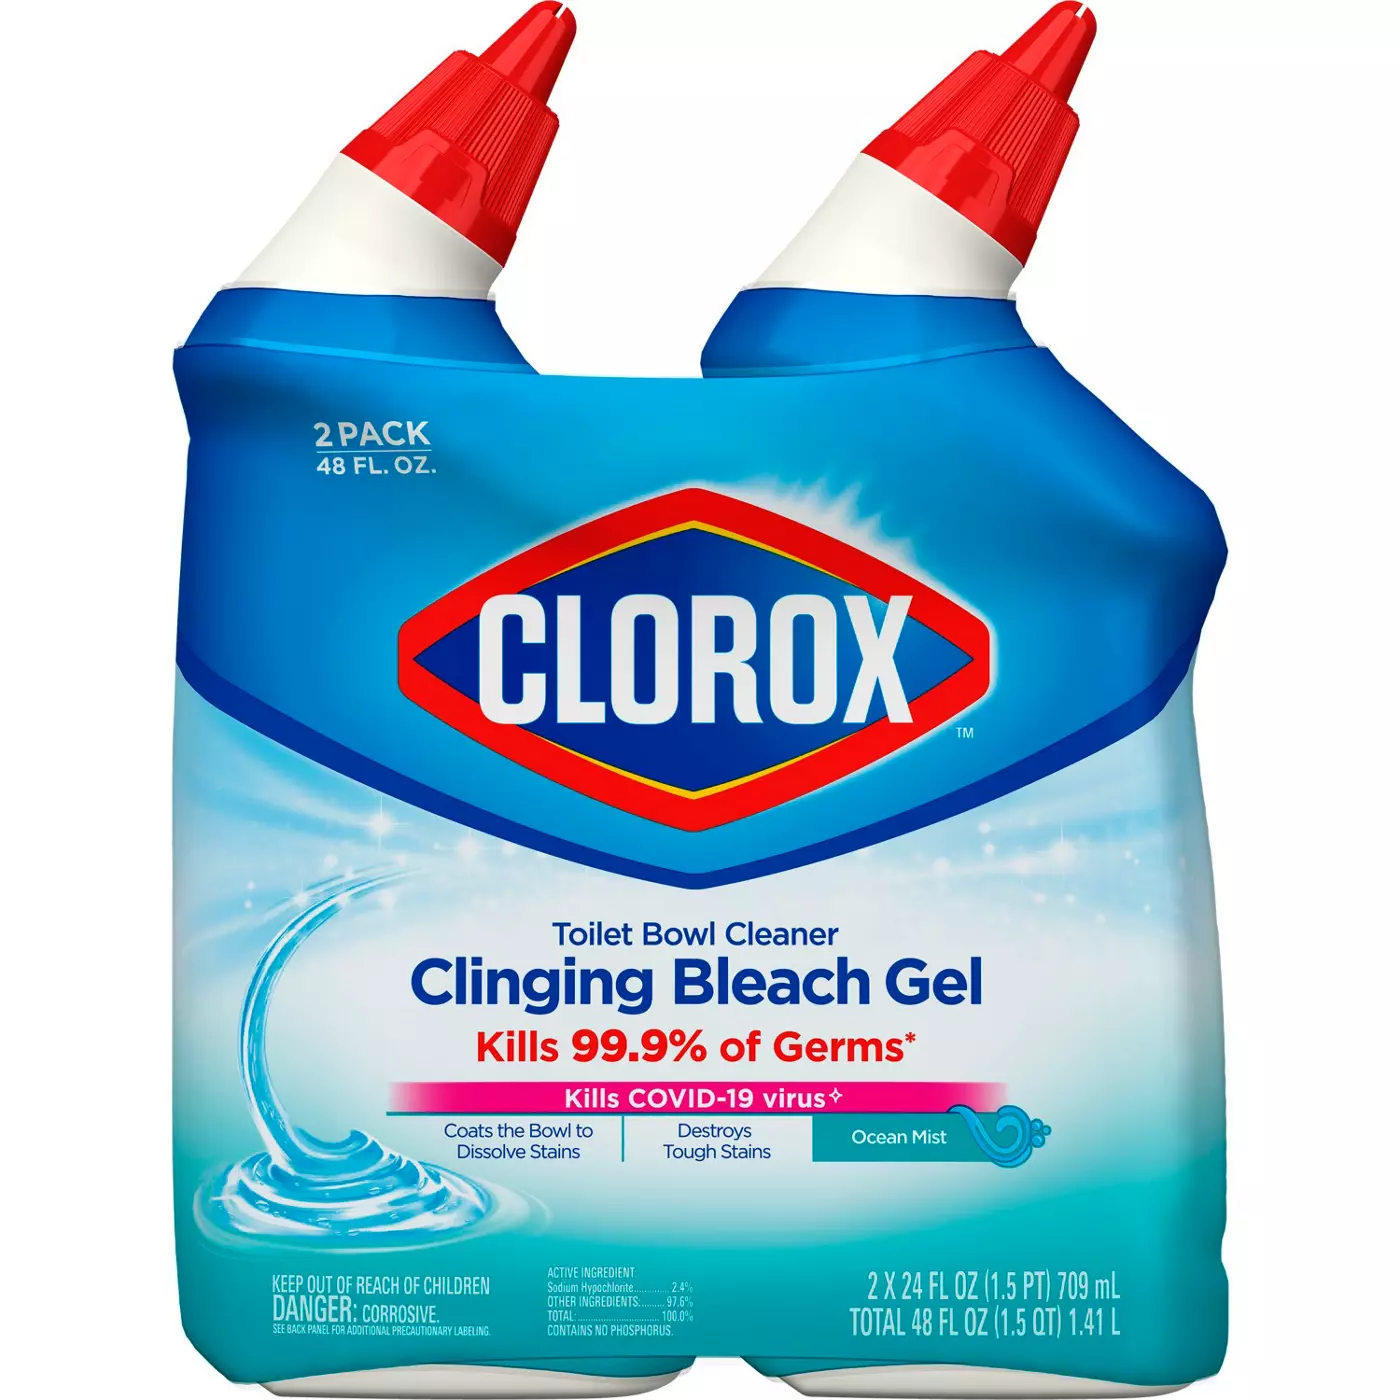 2 PACK
48 FL. OZ.
CLOROX
TM
Toilet Bowl Cleaner
Clinging Bleach Gel
Kills 99.9% of Germs*
Kills COVID-19 virus✧
Coats the Bowl to
Dissolve Stains
Destroys
Tough Stains
Ocean Mist
KEEP OUT OF REACH OF CHILDREN
DANGER: CORROSIVE.
SEE BACK PANEL FOR ADDITIONAL PRECAUTIONARY LABELING.
ACTIVE INGREDIENT:
Sodium Hypochlorite............. 2.4%
OTHER INGREDIENTS:......... 97.6%
TOTAL:............................ 100.0%
CONTAINS NO PHOSPHORUS.
2 X 24 FL OZ (1.5 PT) 709 mL
TOTAL 48 FL OZ (1.5 QT) 1.41 L